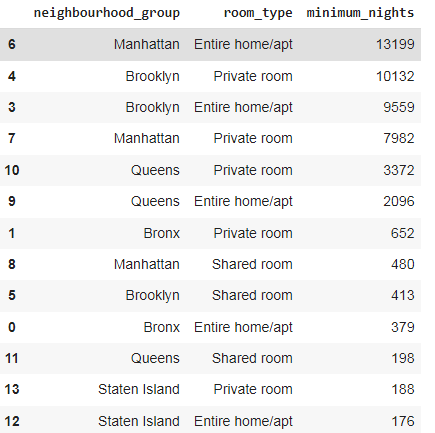 neighbourhood_group room_type minimum_nights
6 Manhattan Entire home/apt 13199
4 Brooklyn Private room 10132
3 Brooklyn Entire home/apt 9559
7 Manhattan Private room 7982
10 Queens Private room 3372
9 Queens Entire home/apt 2096
1 Bronx Private room 652
8 Manhattan Shared room 480
5 Brooklyn Shared room 413
0 Bronx Entire home/apt 379
11 Queens Shared room 198
13 Staten Island Private room 188
12 Staten Island Entire home/apt 176